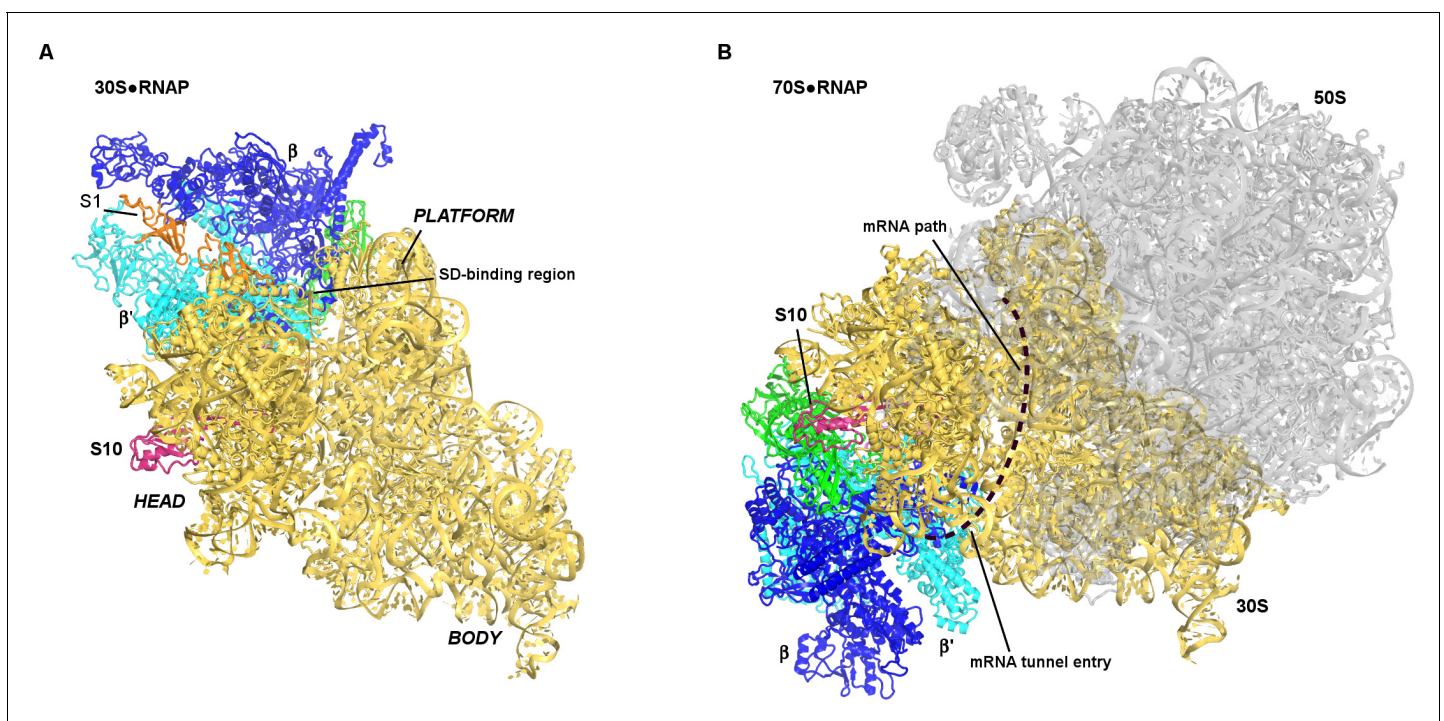 A
30S●RNAP
β
S1
PLATFORM
SD-binding region
β'
S10
HEAD
BODY
B
70S●RNAP
50S
mRNA path
S10
30S
β
β'
mRNA tunnel entry